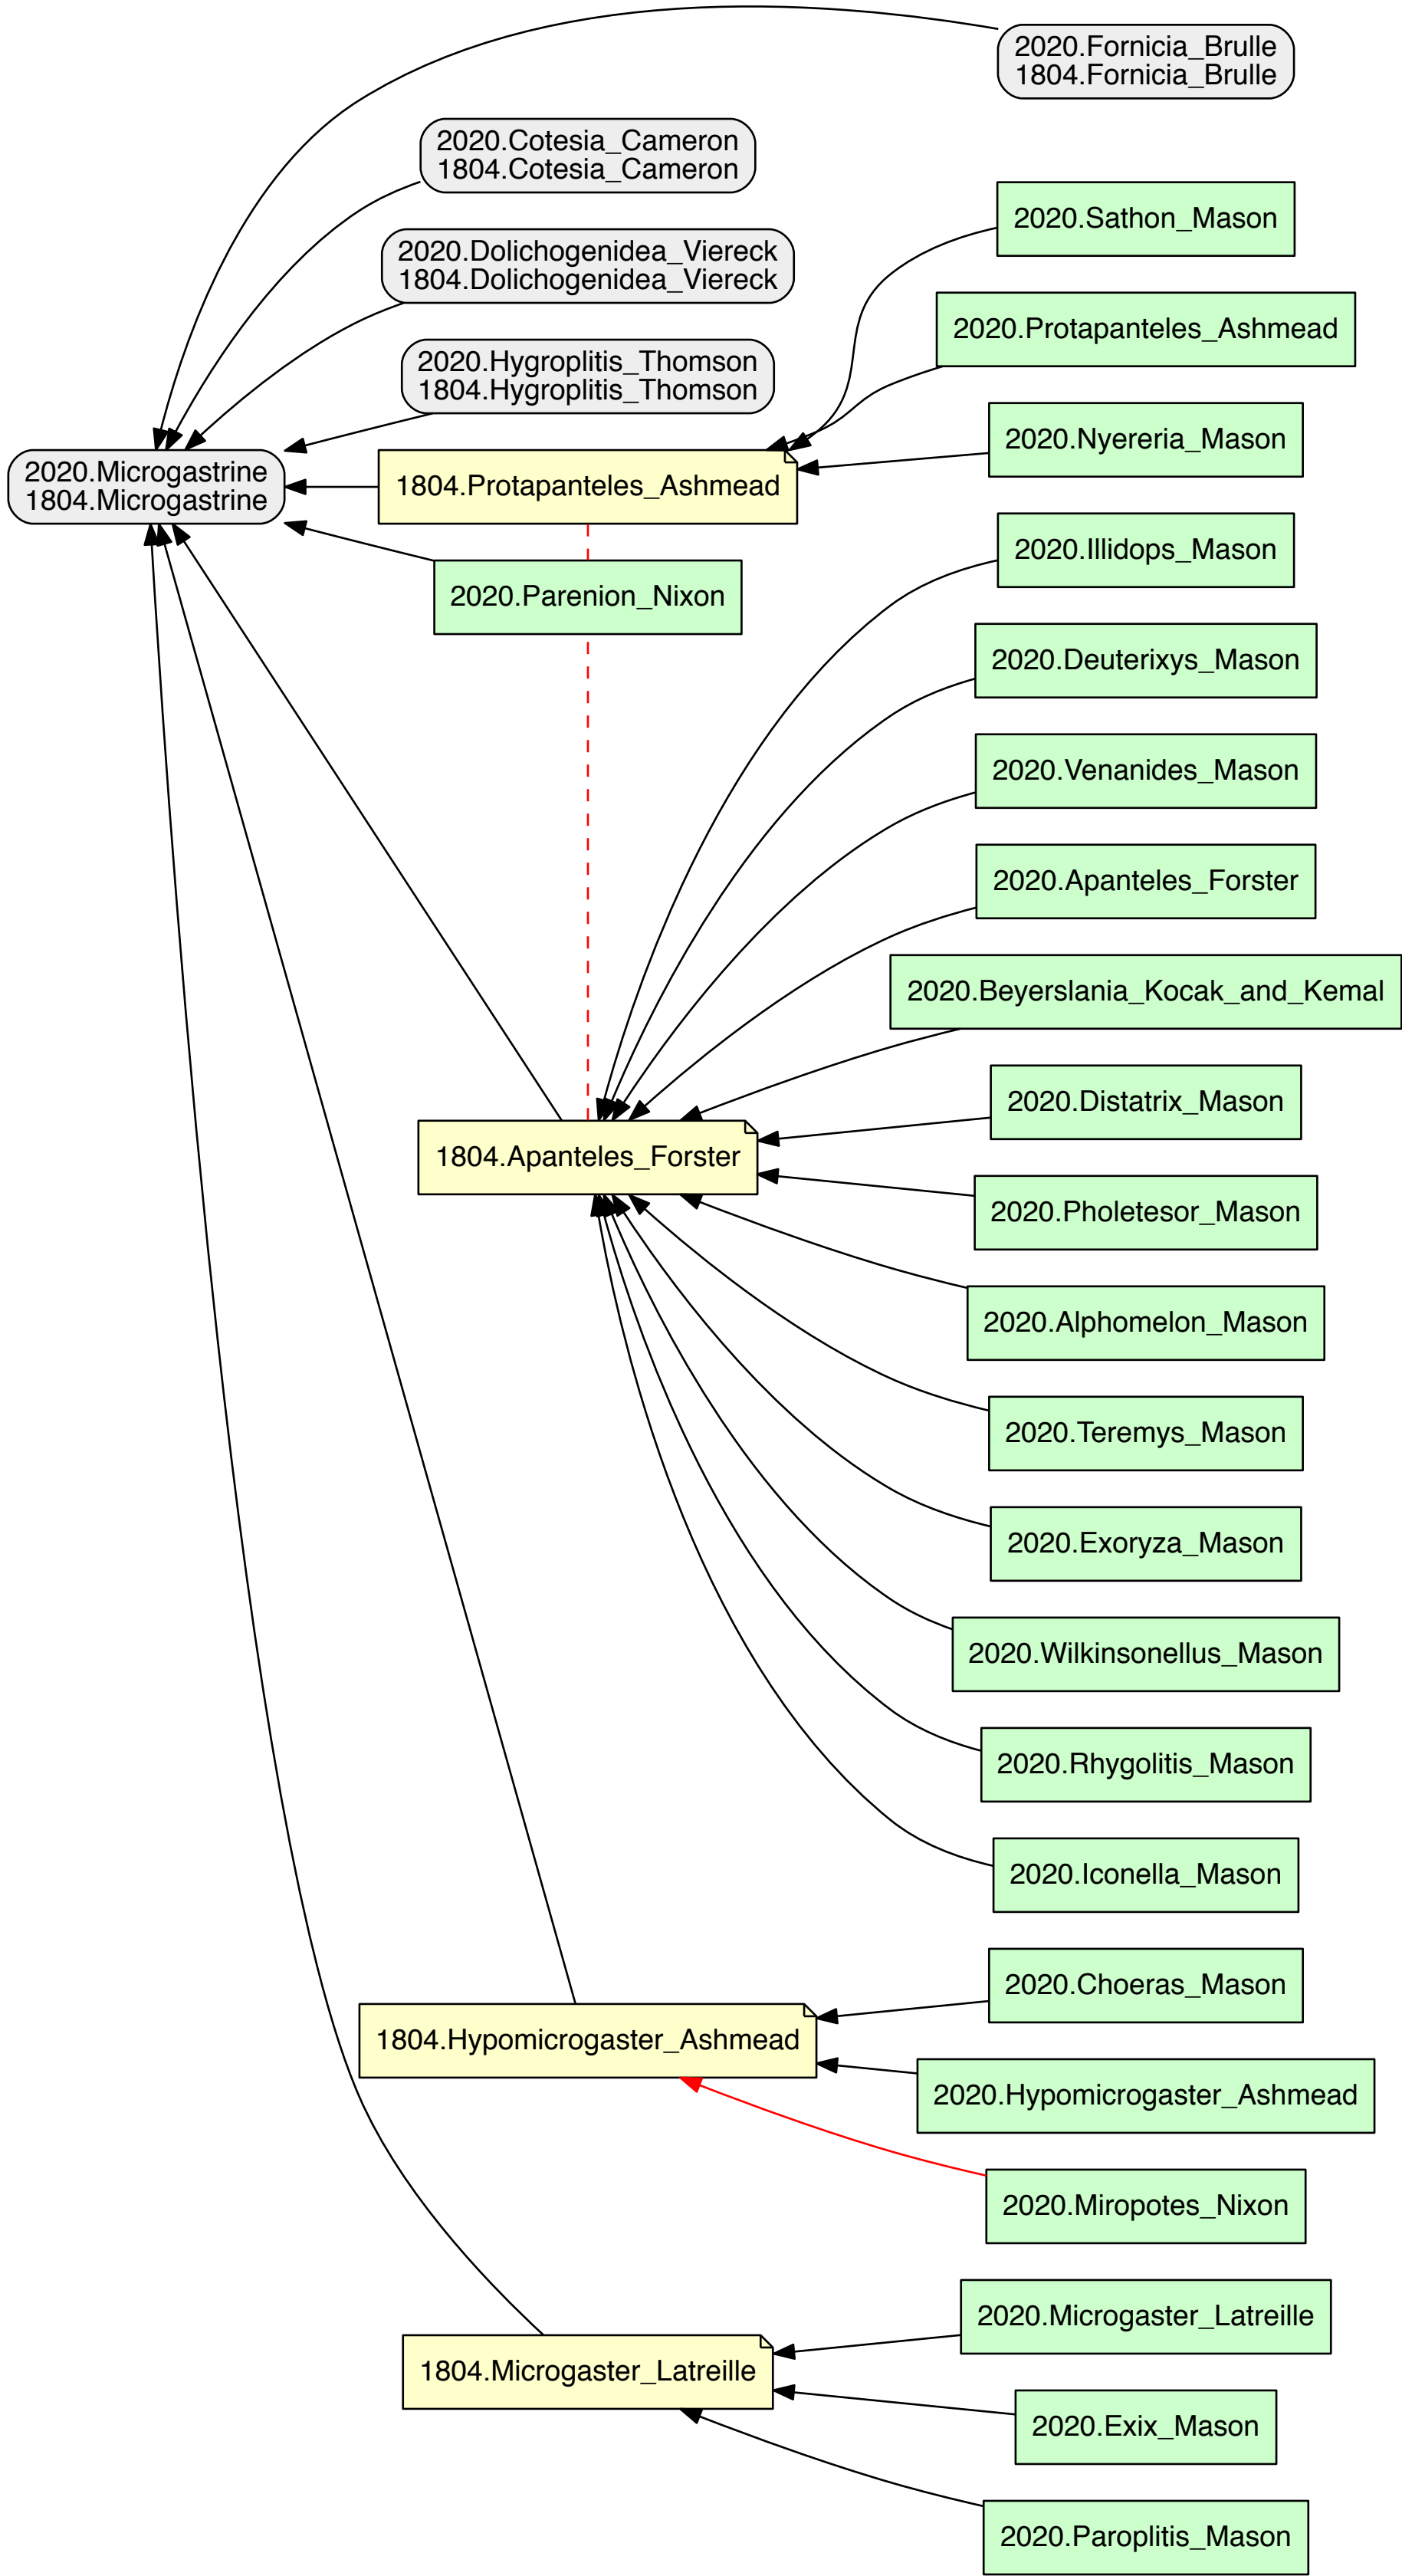 2020.Fornicia_Brulle
1804.Fornicia_Brulle
2020.Cotesia_Cameron
1804.Cotesia_Cameron
2020.Sathon_Mason
2020.Dolichogenidea_Viereck
1804.Dolichogenidea_Viereck
2020.Protapanteles_Ashmead
2020.Hygroplitis_Thomson
1804.Hygroplitis_Thomson
2020.Nyereria_Mason
2020.Microgastrine
1804.Microgastrine
1804.Protapanteles_Ashmead
2020.Illidops_Mason
2020.Parenion_Nixon
2020.Deuterixys_Mason
2020.Venanides_Mason
2020.Apanteles_Forster
2020.Beyerslania_Kocak_and_Kemal
2020.Distatrix_Mason
1804.Apanteles_Forster
2020.Pholetesor_Mason
2020.Alphomelon_Mason
2020.Teremys_Mason
2020.Exoryza_Mason
2020.Wilkinsonellus_Mason
2020.Rhygolitis_Mason
2020.Iconella_Mason
2020.Choeras_Mason
1804.Hypomicrogaster_Ashmead
2020.Hypomicrogaster_Ashmead
2020.Miropotes_Nixon
2020.Microgaster_Latreille
1804.Microgaster_Latreille
2020.Exix_Mason
2020.Paroplitis_Mason